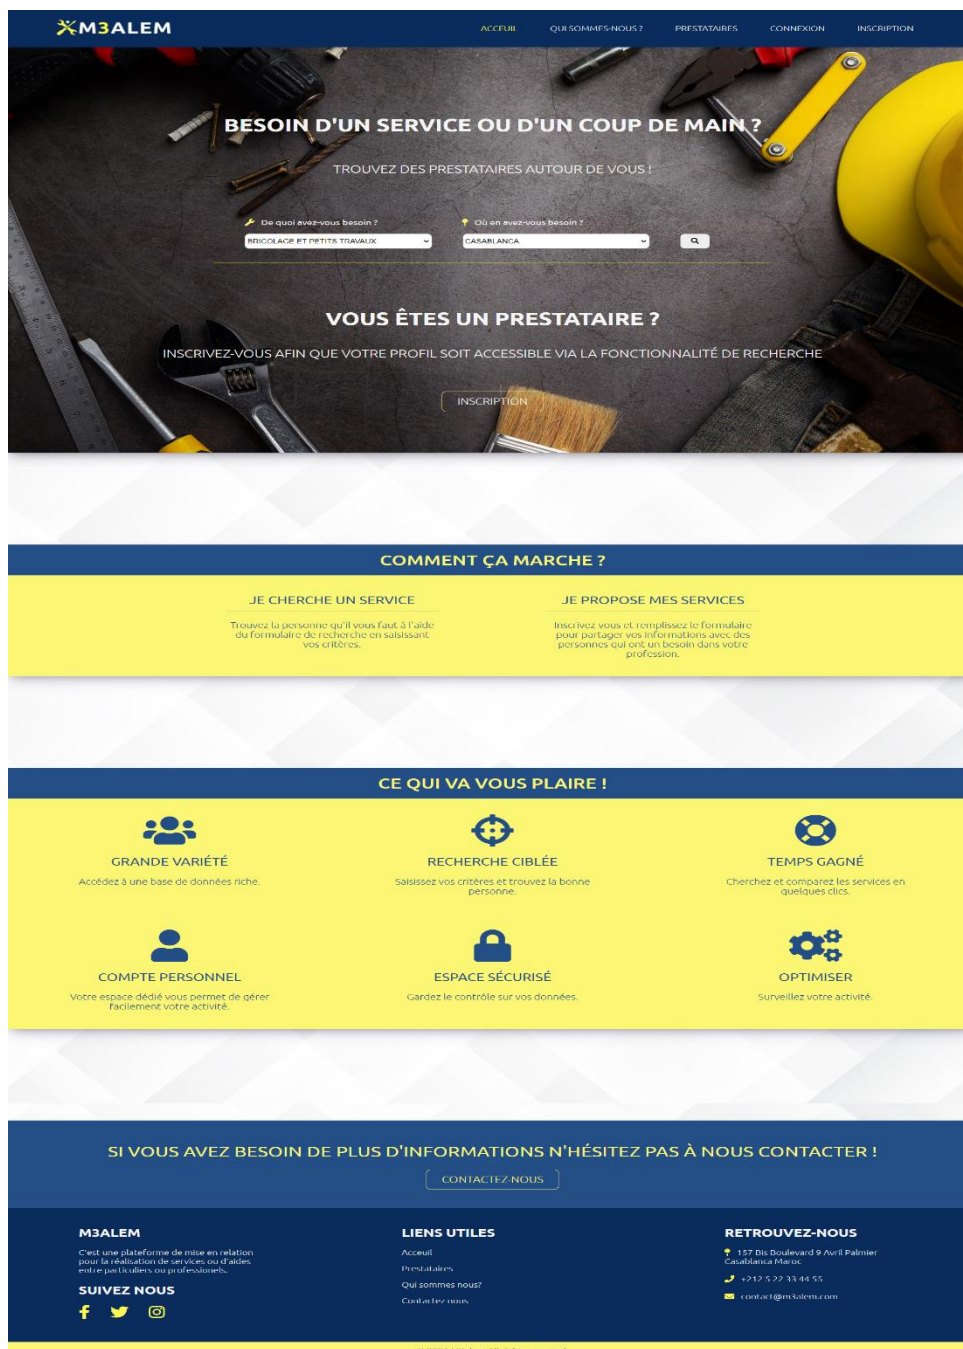 M3ALEM
ACCEUIL QUI SOMMES-NOUS ? PRESTATAIRES CONNEXION INSCRIPTION
BESOIN D'UN SERVICE OU D'UN COUP DE MAIN ?
TROUVEZ DES PRESTATAIRES AUTOUR DE VOUS !
De quoi avez-vous besoin ? Où en avez-vous besoin ?
BRICOLAGE ET PETITS TRAVAUX CASABLANCA
VOUS ÊTES UN PRESTATAIRE ?
INSCRIVEZ-VOUS AFIN QUE VOTRE PROFIL SOIT ACCESSIBLE VIA LA FONCTIONNALITÉ DE RECHERCHE
INSCRIPTION
COMMENT ÇA MARCHE ?
JE CHERCHE UN SERVICE
Trouvez la personne qu'il vous faut à l'aide
du formulaire de recherche en saisissant
vos critères.
JE PROPOSE MES SERVICES
Inscrivez vous et remplissez le formulaire
pour partager vos informations avec des
personnes qui ont un besoin dans votre
profession.
CE QUI VA VOUS PLAIRE !
GRANDE VARIÉTÉ
Accédez à une base de données riche.
RECHERCHE CIBLÉE
Saisissez vos critères et trouvez la bonne
personne.
TEMPS GAGNÉ
Cherchez et comparez les services en
quelques clics.
COMPTE PERSONNEL
Votre espace dédié vous permet de gérer
facilement votre activité.
ESPACE SÉCURISÉ
Gardez le contrôle sur vos données.
OPTIMISER
Surveillez votre activité.
SI VOUS AVEZ BESOIN DE PLUS D'INFORMATIONS N'HÉSITEZ PAS À NOUS CONTACTER !
CONTACTEZ-NOUS
M3ALEM
C'est une plateforme de mise en relation
pour la réalisation de services ou d'aides
entre particuliers ou professionels.
SUIVEZ NOUS
LIENS UTILES
Acceuil
Prestataires
Qui sommes nous?
Contactez nous
RETROUVEZ-NOUS
157 Bis Boulevard 9 Avril Palmier
Casablanca Maroc
+212 5 22 33 44 55
contact@m3alem.com